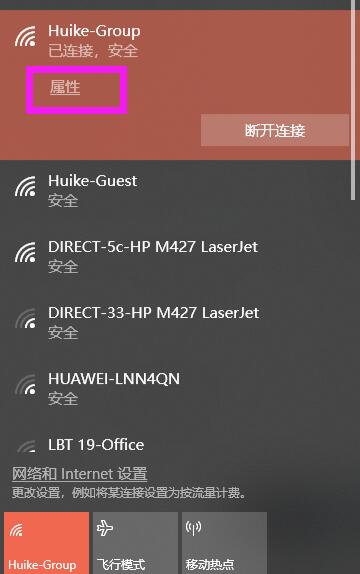 Huike-Group
已连接，安全
属性
断开连接
Huike-Guest
安全
DIRECT-5c-HP M427 LaserJet
安全
DIRECT-33-HP M427 LaserJet
安全
HUAWEI-LNN4QN
安全
LBT 19-Office
网络和 Internet 设置
更改设置，例如将某连接设置为按流量计费。
Huike-Group
飞行模式
移动热点